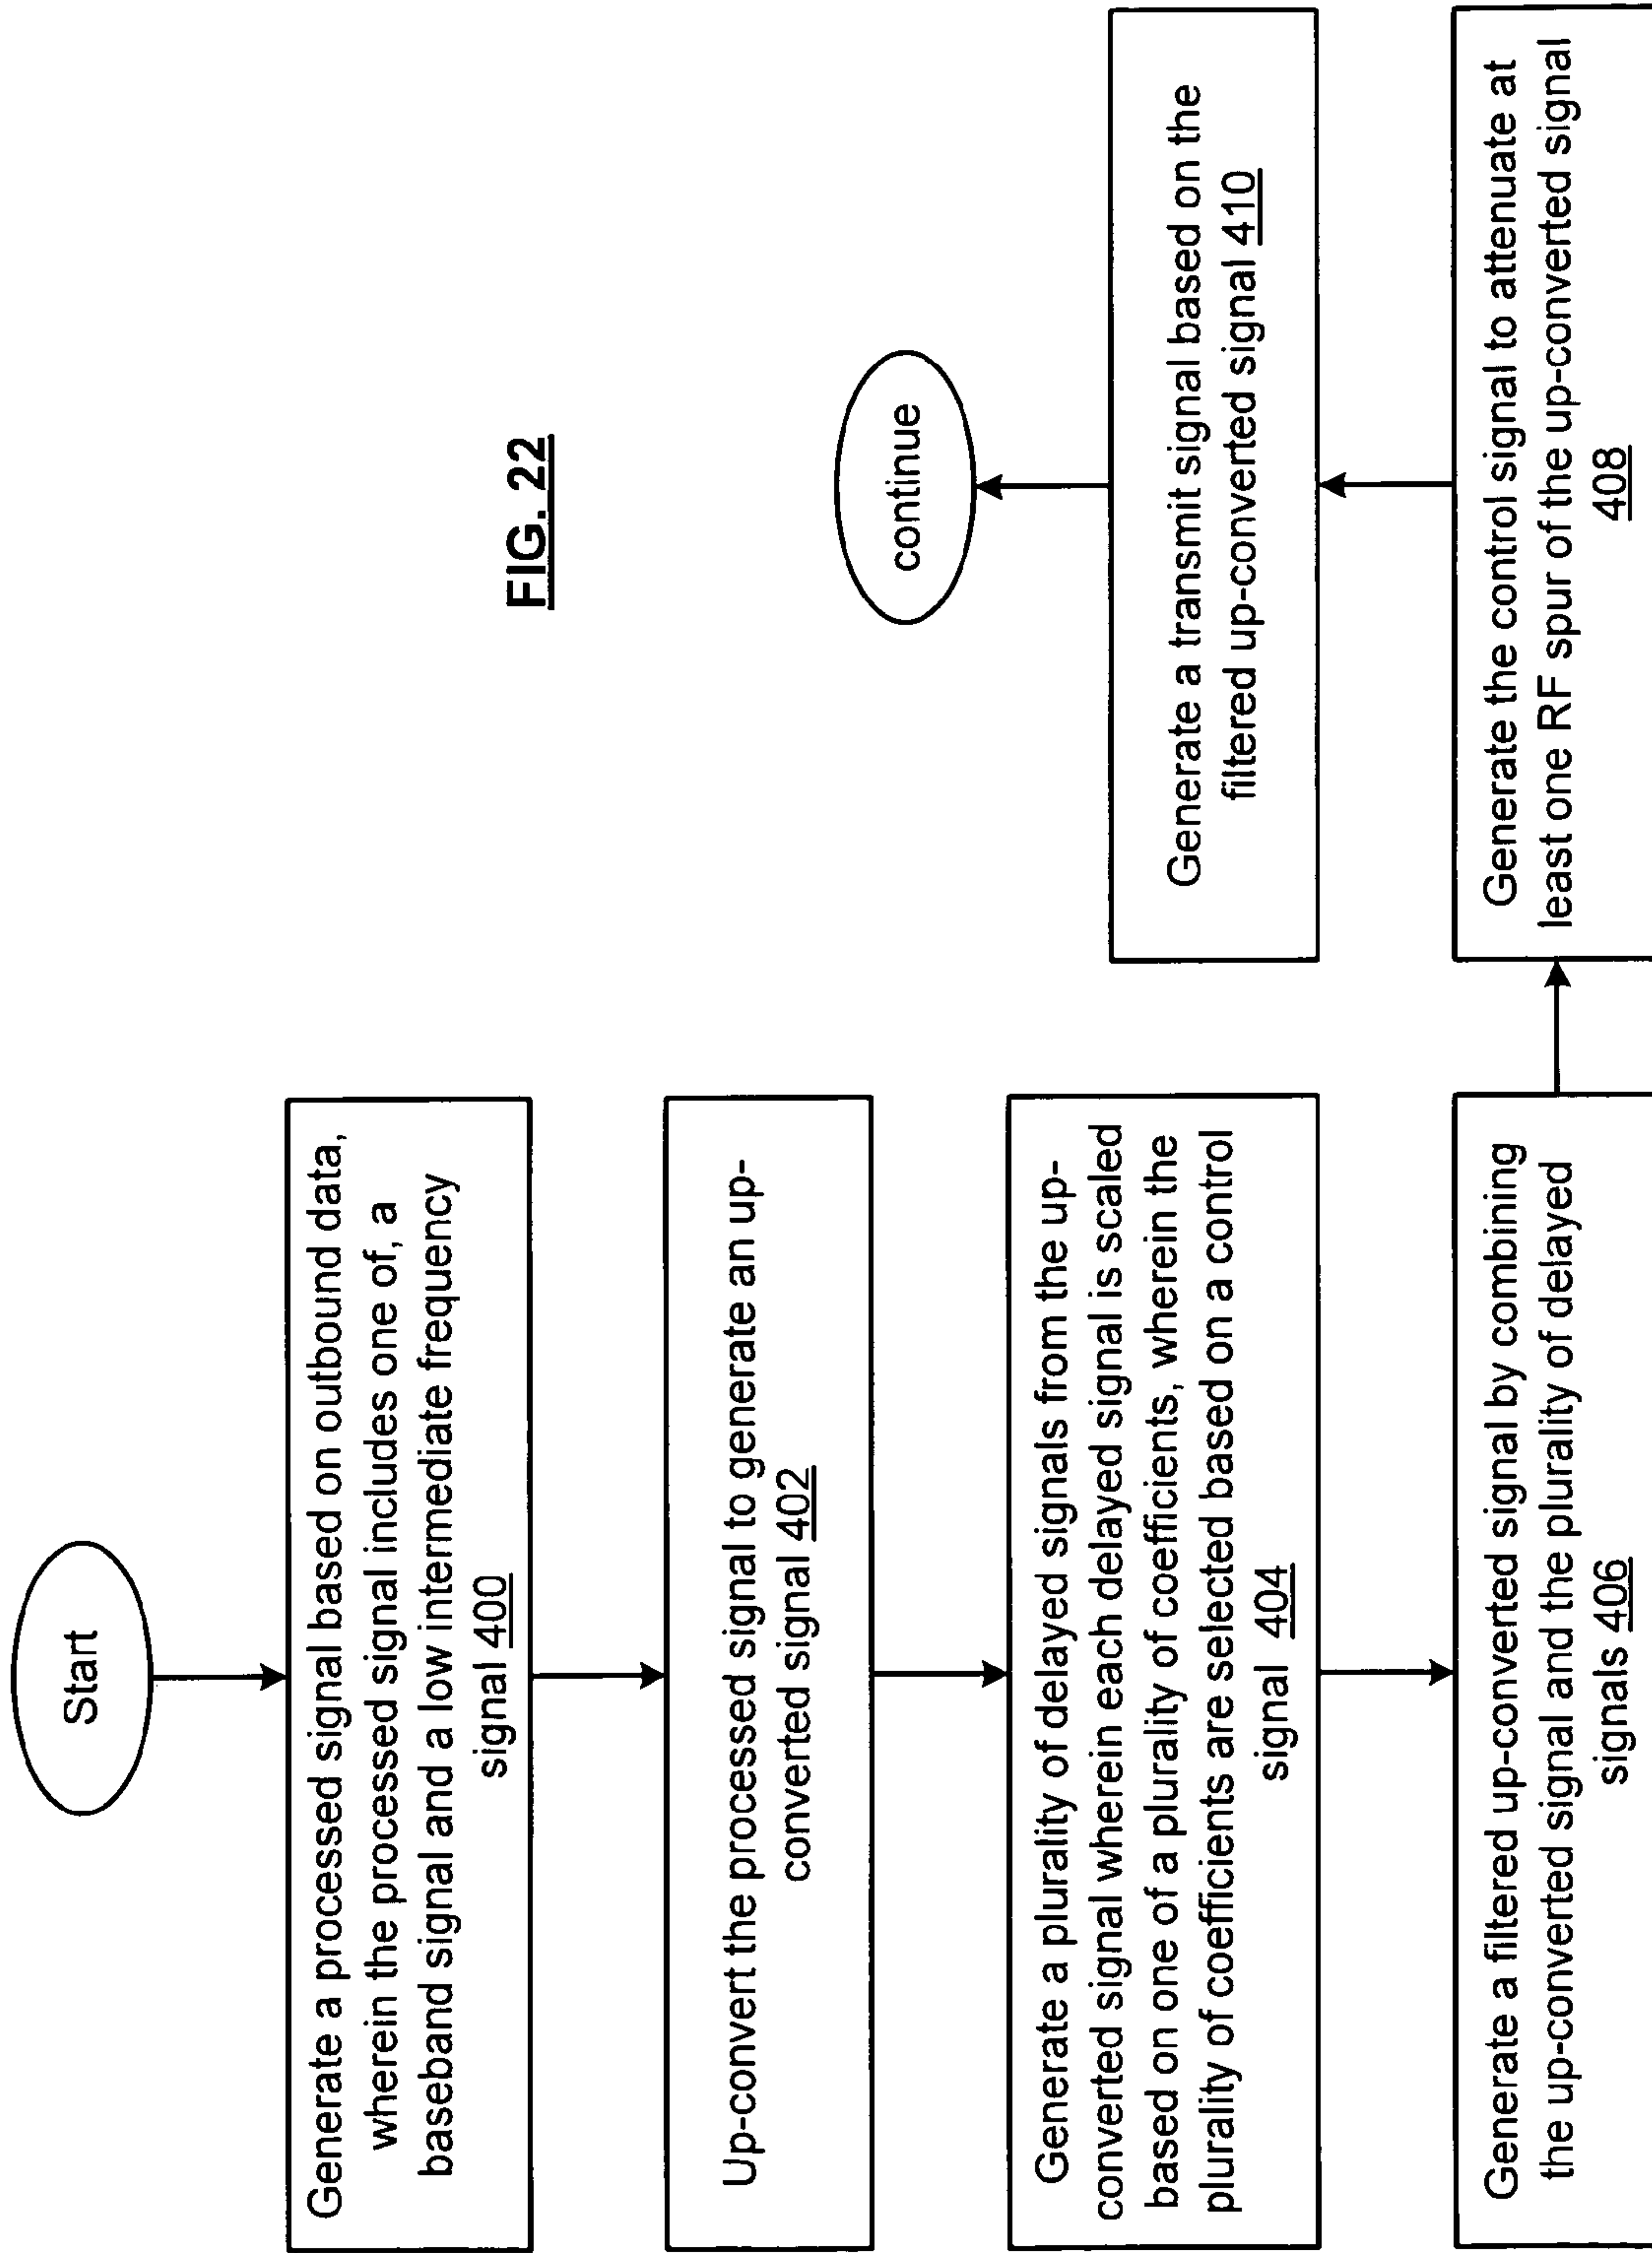 Start
Generate a processed signal based on outbound data,
wherein the processed signal includes one of, a
baseband signal and a low intermediate frequency
signal 400
Up-convert the processed signal to generate an up-
converted signal 402
Generate a plurality of delayed signals from the up-
converted signal wherein each delayed signal is scaled
based on one of a plurality of coefficients, wherein the
plurality of coefficients are selected based on a control
signal 404
Generate a filtered up-converted signal by combining
the up-converted signal and the plurality of delayed
signals 406
Generate the control signal to attenuate at
least one RF spur of the up-converted signal
408
Generate a transmit signal based on the
filtered up-converted signal 410
continue
FIG. 22